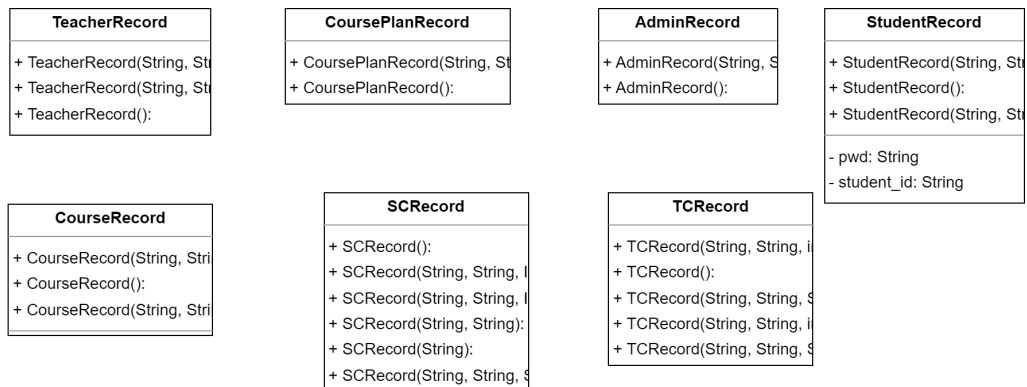 TeacherRecord
+ TeacherRecord(String, Str
+ TeacherRecord(String, Str
+ TeacherRecord():
CoursePlanRecord
+ CoursePlanRecord(String, St
+ CoursePlanRecord():
AdminRecord
+ AdminRecord(String, S
+ AdminRecord():
StudentRecord
+ StudentRecord(String, Str
+ StudentRecord():
+ StudentRecord(String, Str
- pwd: String
- student_id: String
CourseRecord
+ CourseRecord(String, Stri
+ CourseRecord():
+ CourseRecord(String, Stri
SCRecord
+ SCRecord():
+ SCRecord(String, String, I
+ SCRecord(String, String, I
+ SCRecord(String, String):
+ SCRecord(String):
+ SCRecord(String, String, S
TCRecord
+ TCRecord(String, String, i
+ TCRecord():
+ TCRecord(String, String, S
+ TCRecord(String, String, i
+ TCRecord(String, String, S